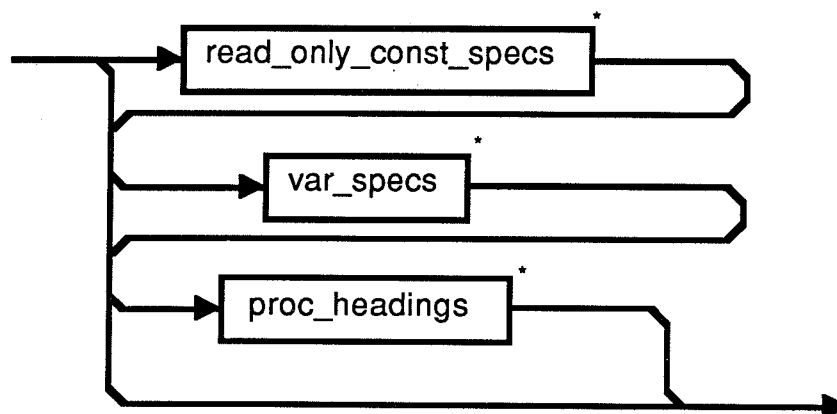 read_only_const_specs *
var_specs *
proc_headings *